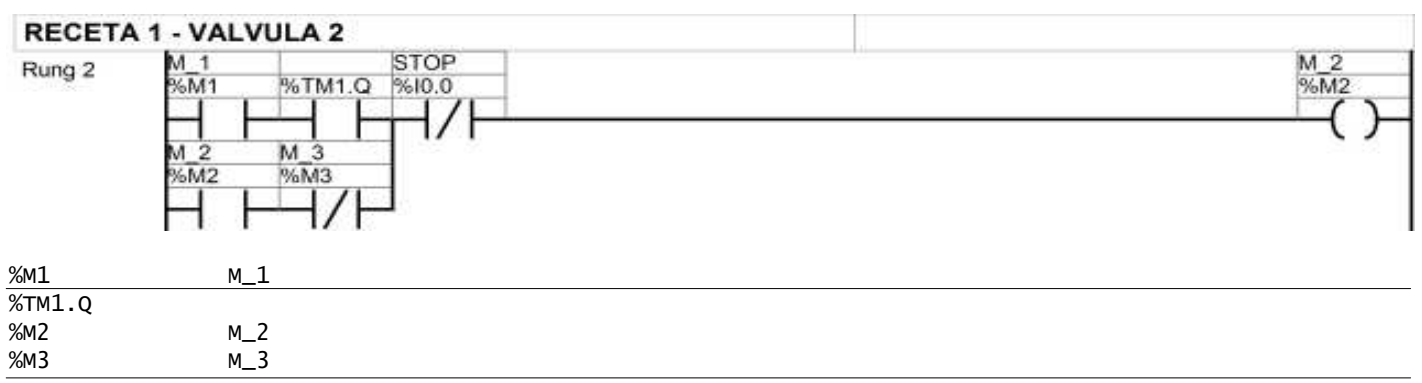 RECETA 1 - VALVULA 2
Rung 2
M_1 STOP M_2
%M1 %TM1.Q %I0.0 %M2
M_2 M_3
%M2 %M3
%M1 M_1
%TM1.Q
%M2 M_2
%M3 M_3